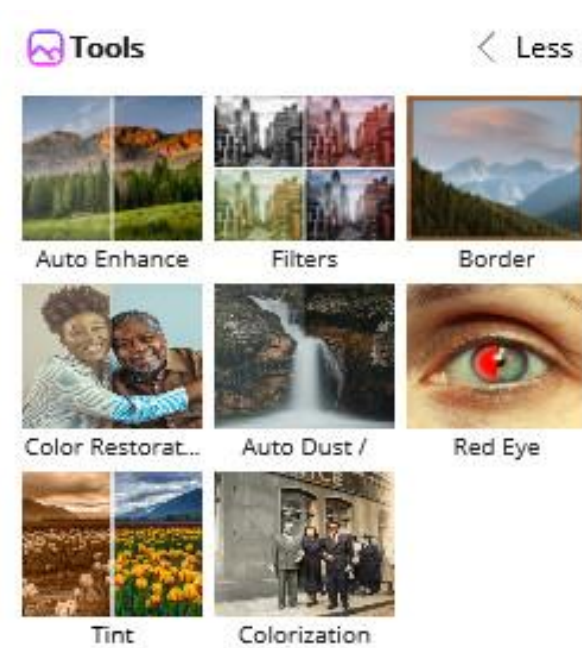 Tools
Less
Auto Enhance
Filters
Border
Color Restorat...
Auto Dust /
Red Eye
Tint
Colorization